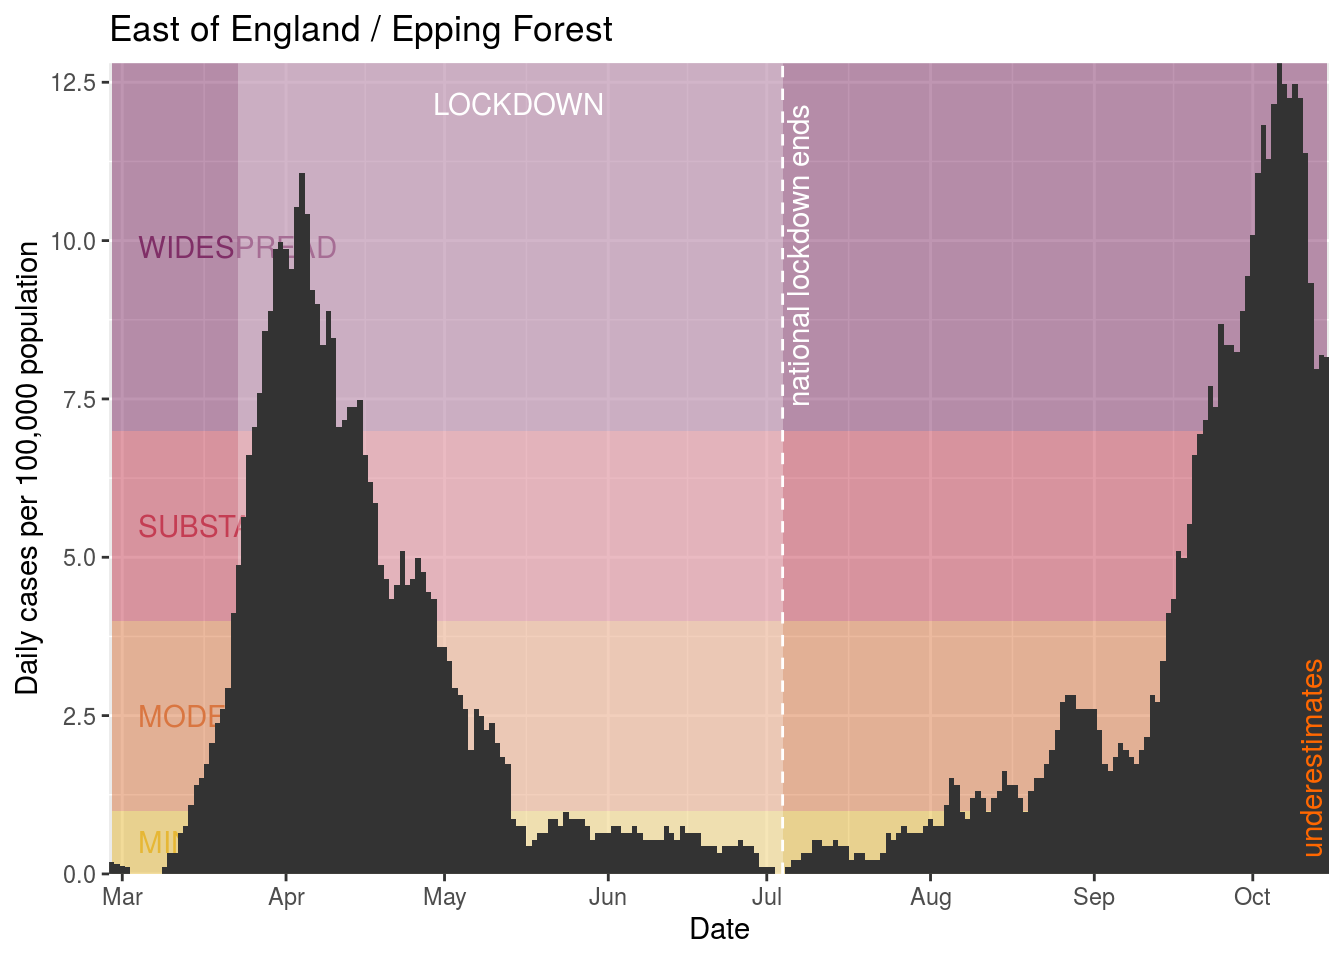 East of England / Epping Forest
Daily cases per 100,000 population
12.5
10.0
7.5
5.0
2.5
0.0
LOCKDOWN
WIDESPREAD
SUBSTA
MODE
MI
national lockdown ends
underestimates
Mar Apr May Jun Jul Aug Sep Oct
Date